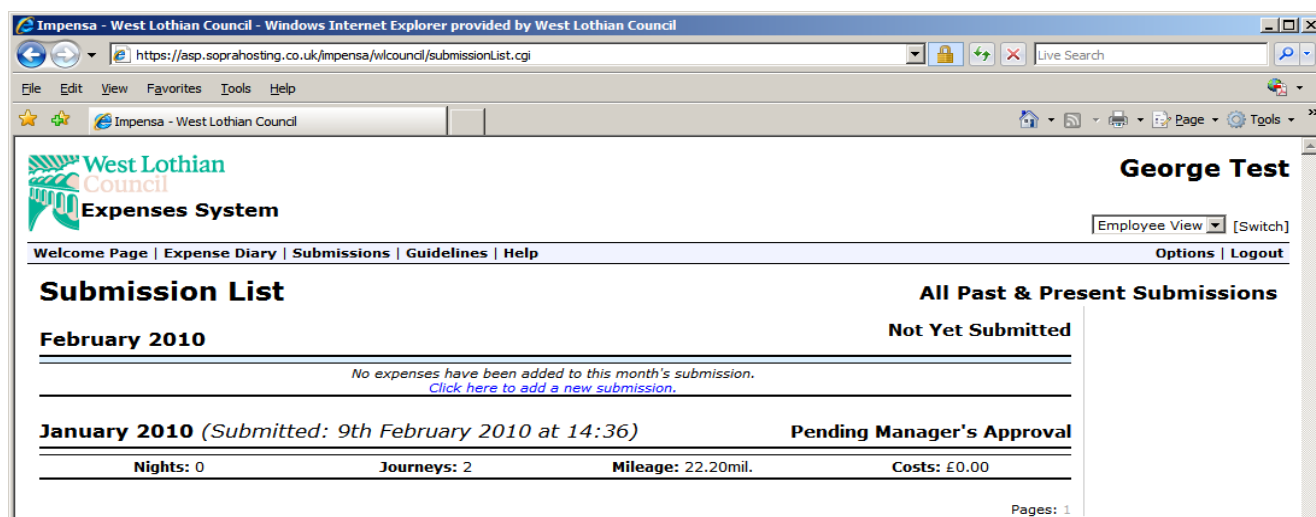 Impensa - West Lothian Council - Windows Internet Explorer provided by West Lothian Council
https://asp.soprahosting.co.uk/impensa/wlcouncil/submissionList.cgi
Live Search
File Edit View Favorites Tools Help
Impensa - West Lothian Council
Page Tools
West Lothian
Council
Expenses System
George Test
Employee View [Switch]
Welcome Page | Expense Diary | Submissions | Guidelines | Help
Options | Logout
Submission List
All Past & Present Submissions
February 2010
Not Yet Submitted
No expenses have been added to this month's submission.
Click here to add a new submission.
January 2010 (Submitted: 9th February 2010 at 14:36)
Pending Manager's Approval
Nights: 0 Journeys: 2 Mileage: 22.20mil. Costs: £0.00
Pages: 1